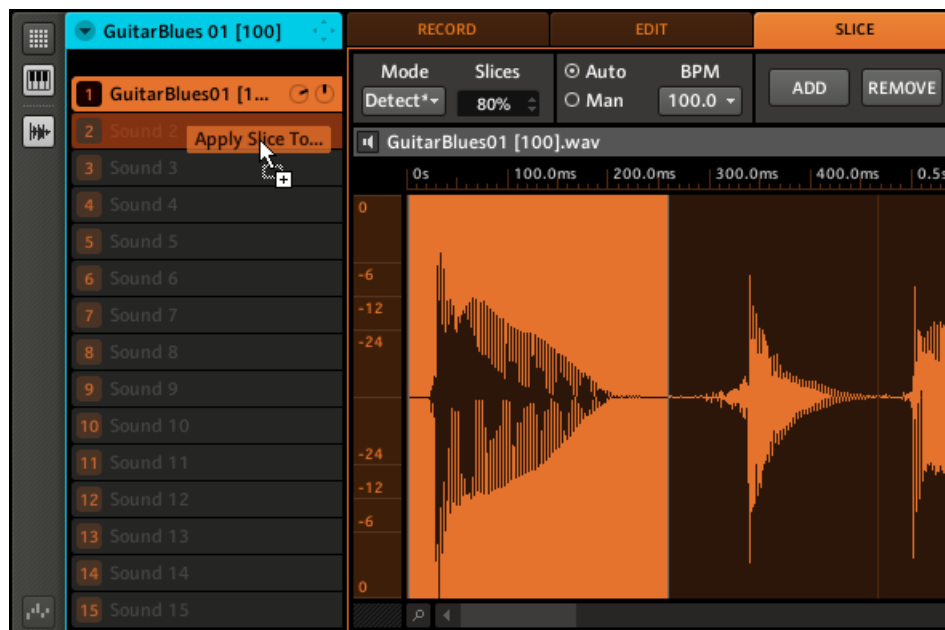 GuitarBlues 01 [100]
RECORD
EDIT
SLICE
Mode
Slices
Auto
BPM
Detect*
80%
Man
100.0
ADD
REMOVE
1 GuitarBlues01 [1...
2 Sound 2
Apply Slice To...
3 Sound 3
4 Sound 4
5 Sound 5
6 Sound 6
7 Sound 7
8 Sound 8
9 Sound 9
10 Sound 10
11 Sound 11
12 Sound 12
13 Sound 13
14 Sound 14
15 Sound 15
GuitarBlues01 [100].wav
0s 100.0ms 200.0ms 300.0ms 400.0ms 0.5s
0
-6
-12
-24
-24
-12
-6
0